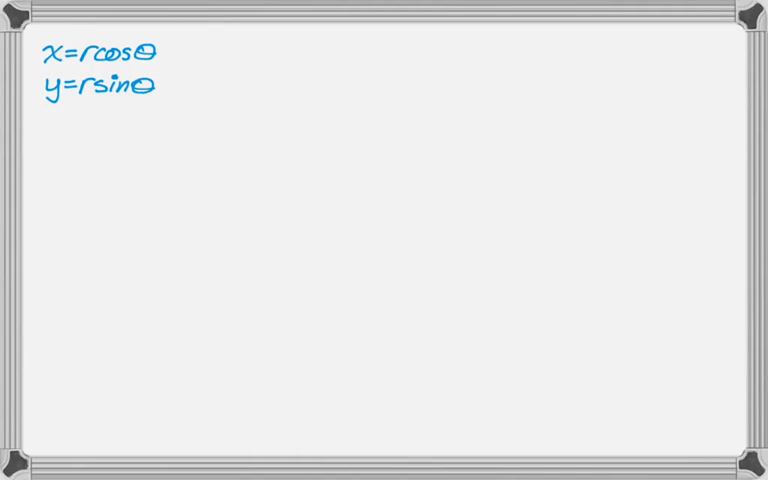 x=rcosθ
y=rsinθ